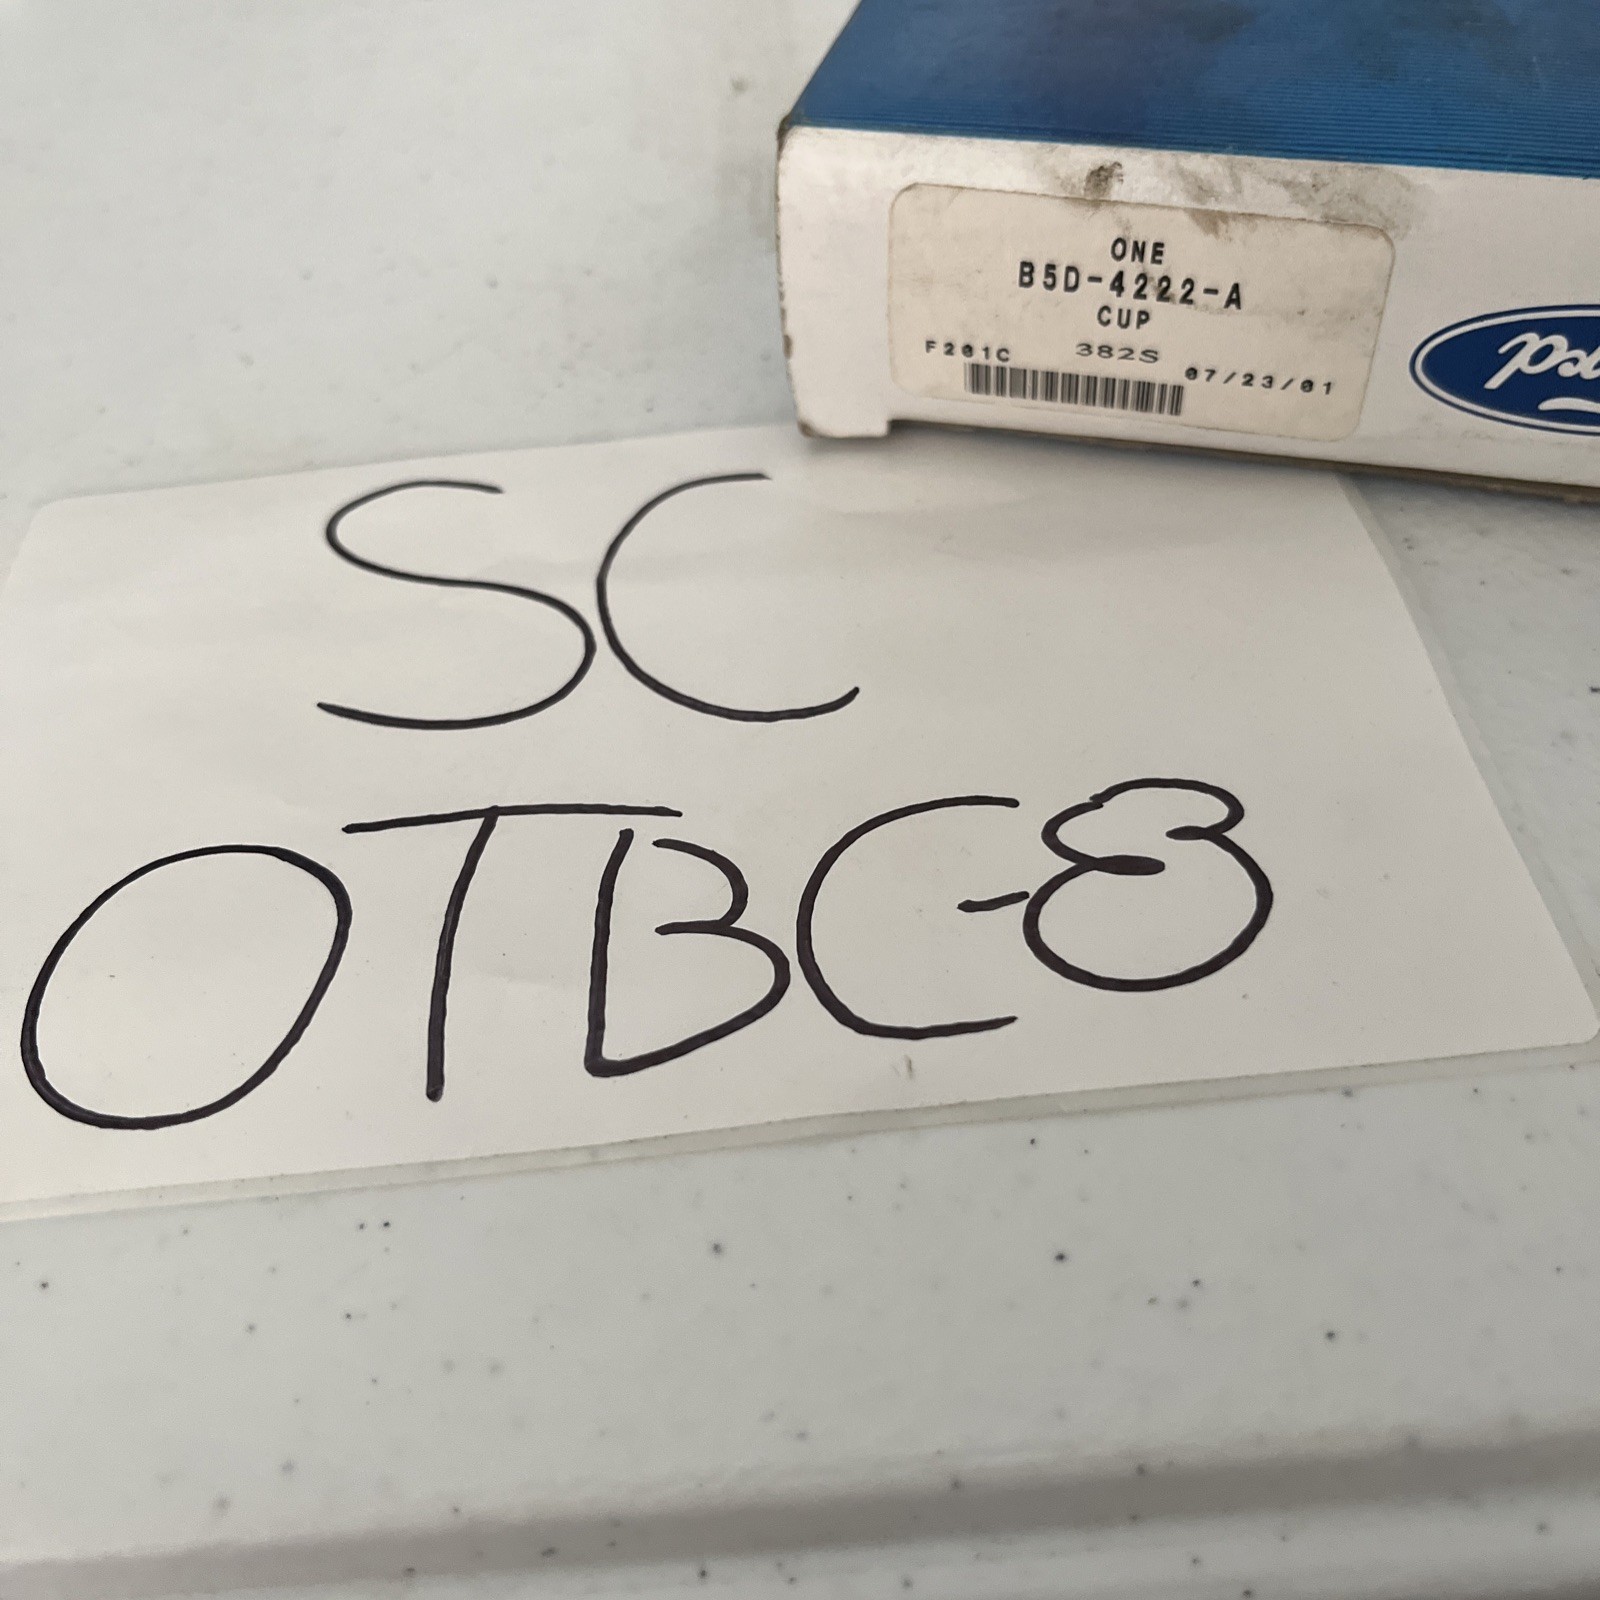 ONE
B5D-4222-A
CUP
F201C 382S 07/23/01
SC
OTBC-8